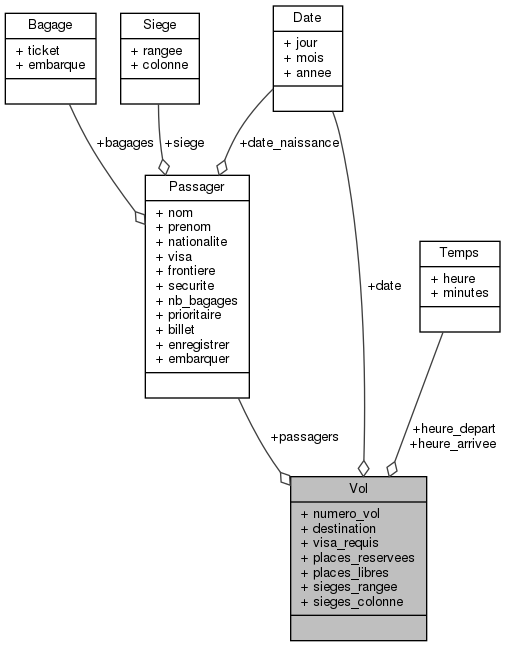 Bagage
+ ticket
+ embarque
Siege
+ rangee
+ colonne
Date
+ jour
+ mois
+ annee
+bagages
+siege
+date_naissance
Passager
+ nom
+ prenom
+ nationalite
+ visa
+ frontiere
+ securite
+ nb_bagages
+ prioritaire
+ billet
+ enregistrer
+ embarquer
+date
Temps
+ heure
+ minutes
+passagers
+heure_depart
+heure_arrivee
Vol
+ numero_vol
+ destination
+ visa_requis
+ places_reservees
+ places_libres
+ sieges_rangee
+ sieges_colonne